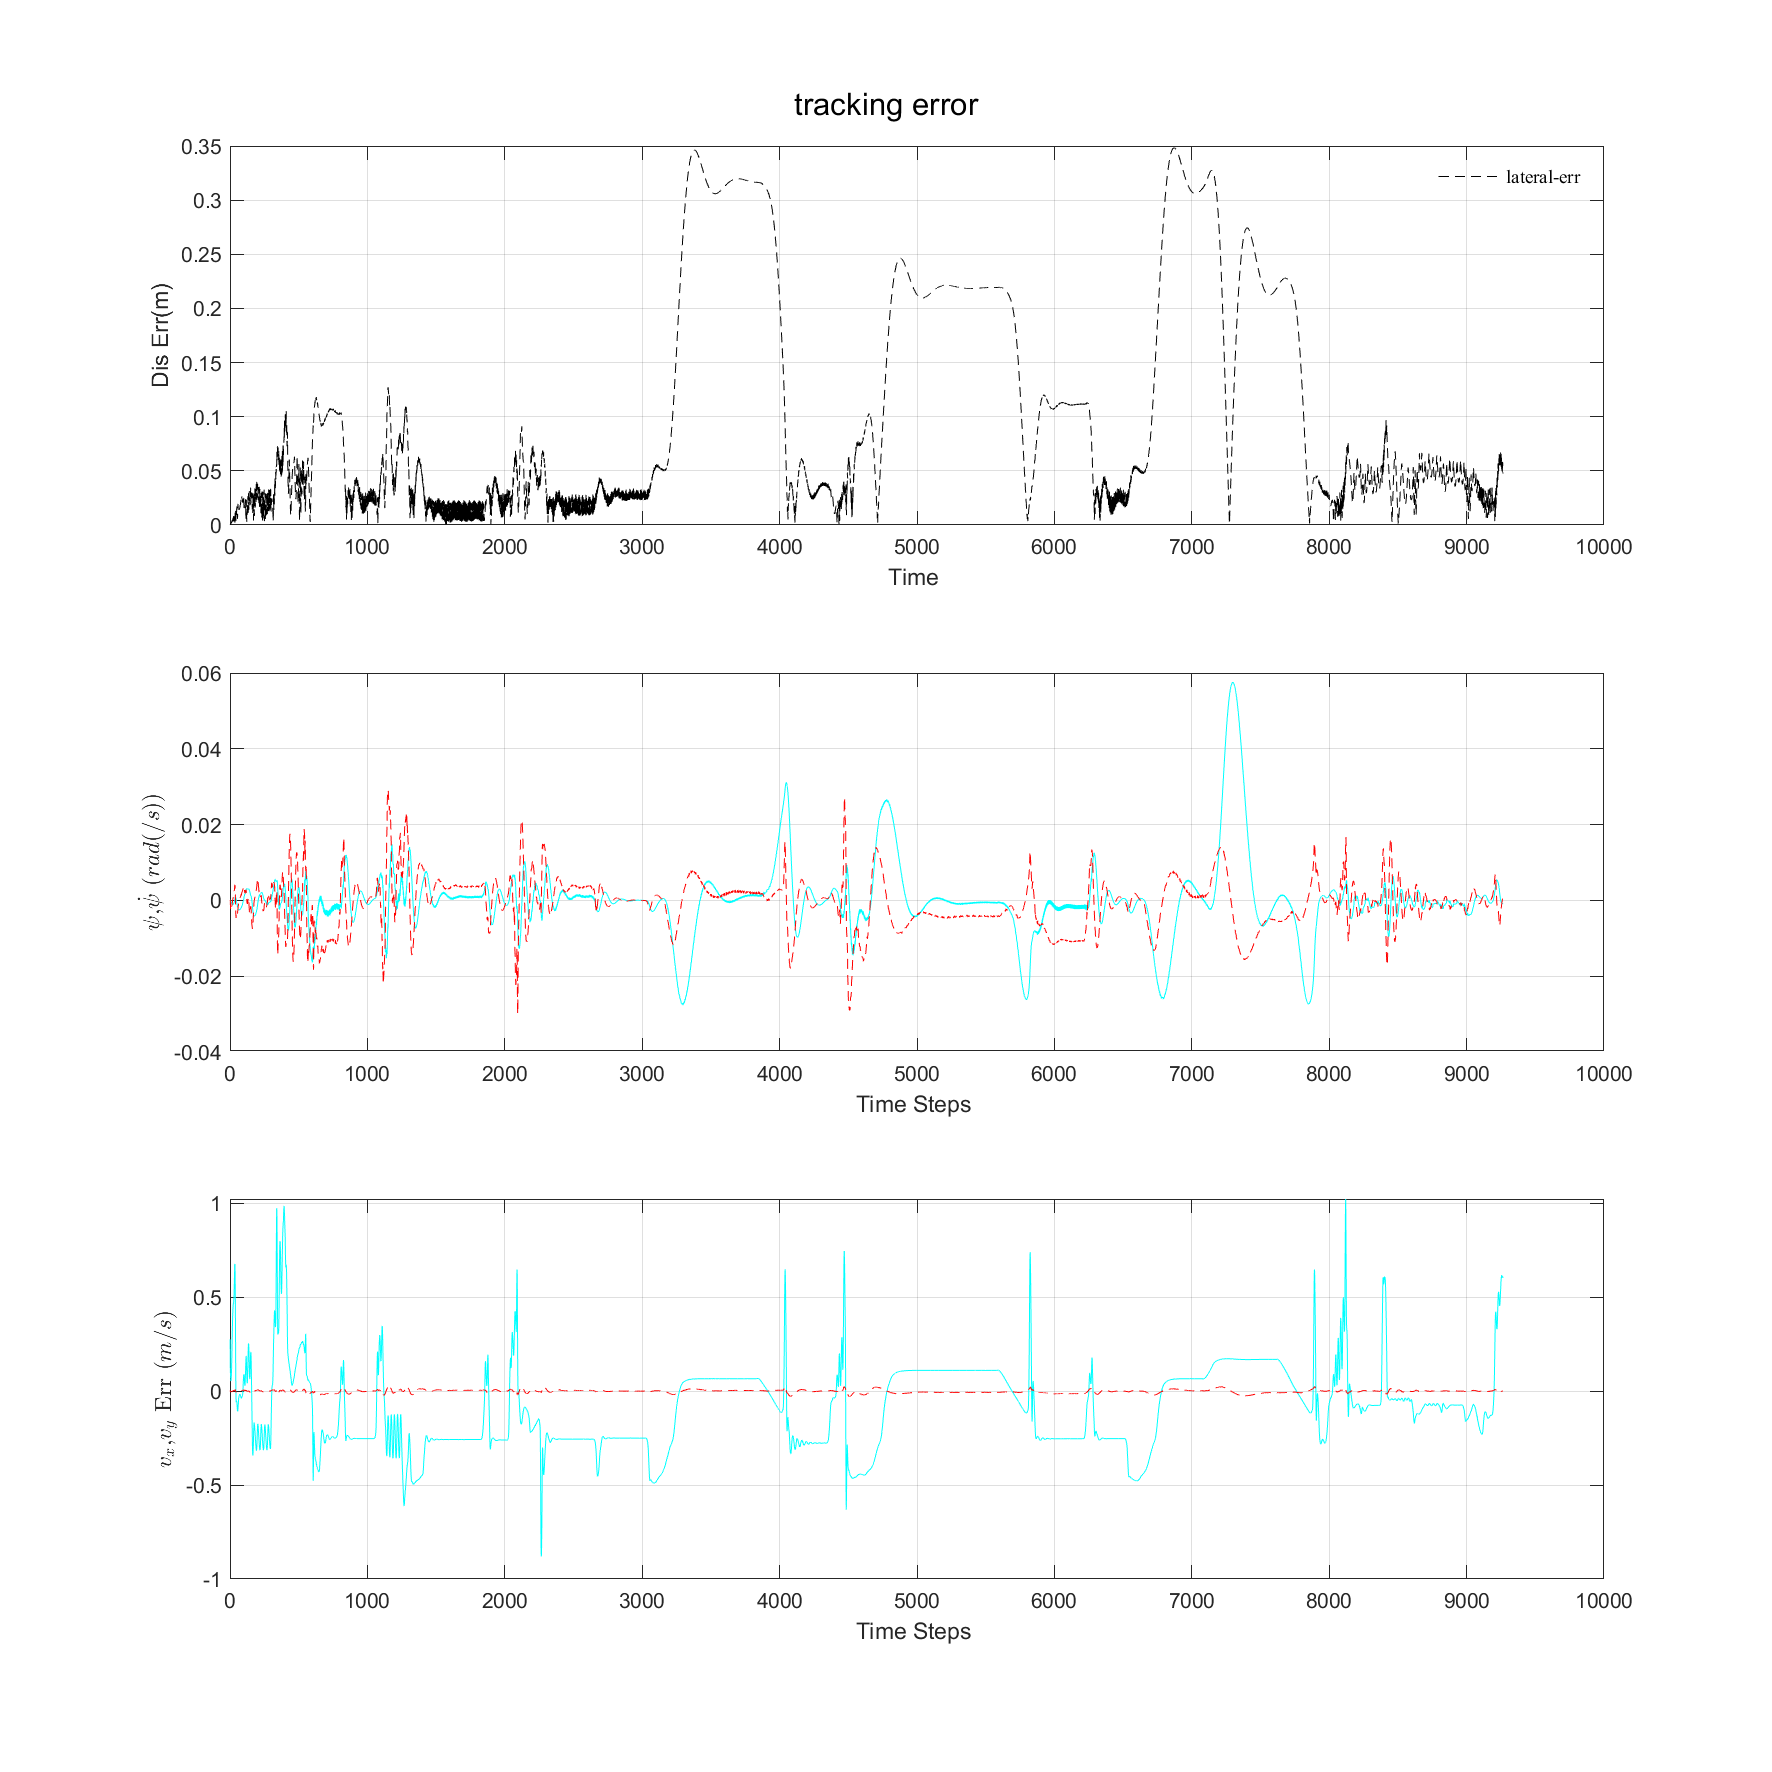 tracking error
0.35
0.3
0.25
0.2
0.15
0.1
0.05
0
Dis Err(m)
lateral-err
0 1000 2000 3000 4000 5000 6000 7000 8000 9000 10000
Time
0.06
0.04
0.02
0
-0.02
-0.04
ψ,ψ̇ (rad(/s))
0 1000 2000 3000 4000 5000 6000 7000 8000 9000 10000
Time Steps
1
0.5
0
-0.5
-1
v_x,v_y Err (m/s)
0 1000 2000 3000 4000 5000 6000 7000 8000 9000 10000
Time Steps